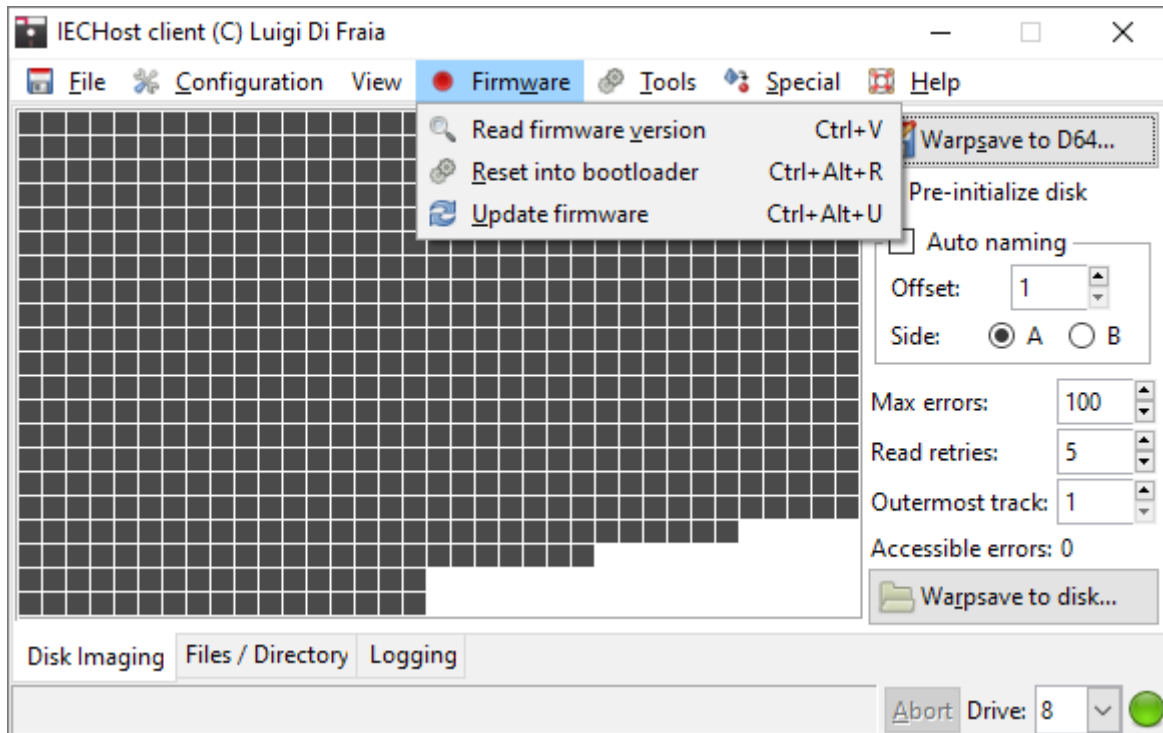 IECHost client (C) Luigi Di Fraia
File Configuration View Firmware Tools Special Help
Read firmware version Ctrl+V
Reset into bootloader Ctrl+Alt+R
Update firmware Ctrl+Alt+U
Warpsave to D64...
Pre-initialize disk
Auto naming
Offset: 1
Side: A B
Max errors: 100
Read retries: 5
Outermost track: 1
Accessible errors: 0
Warpsave to disk...
Disk Imaging Files / Directory Logging
Abort Drive: 8